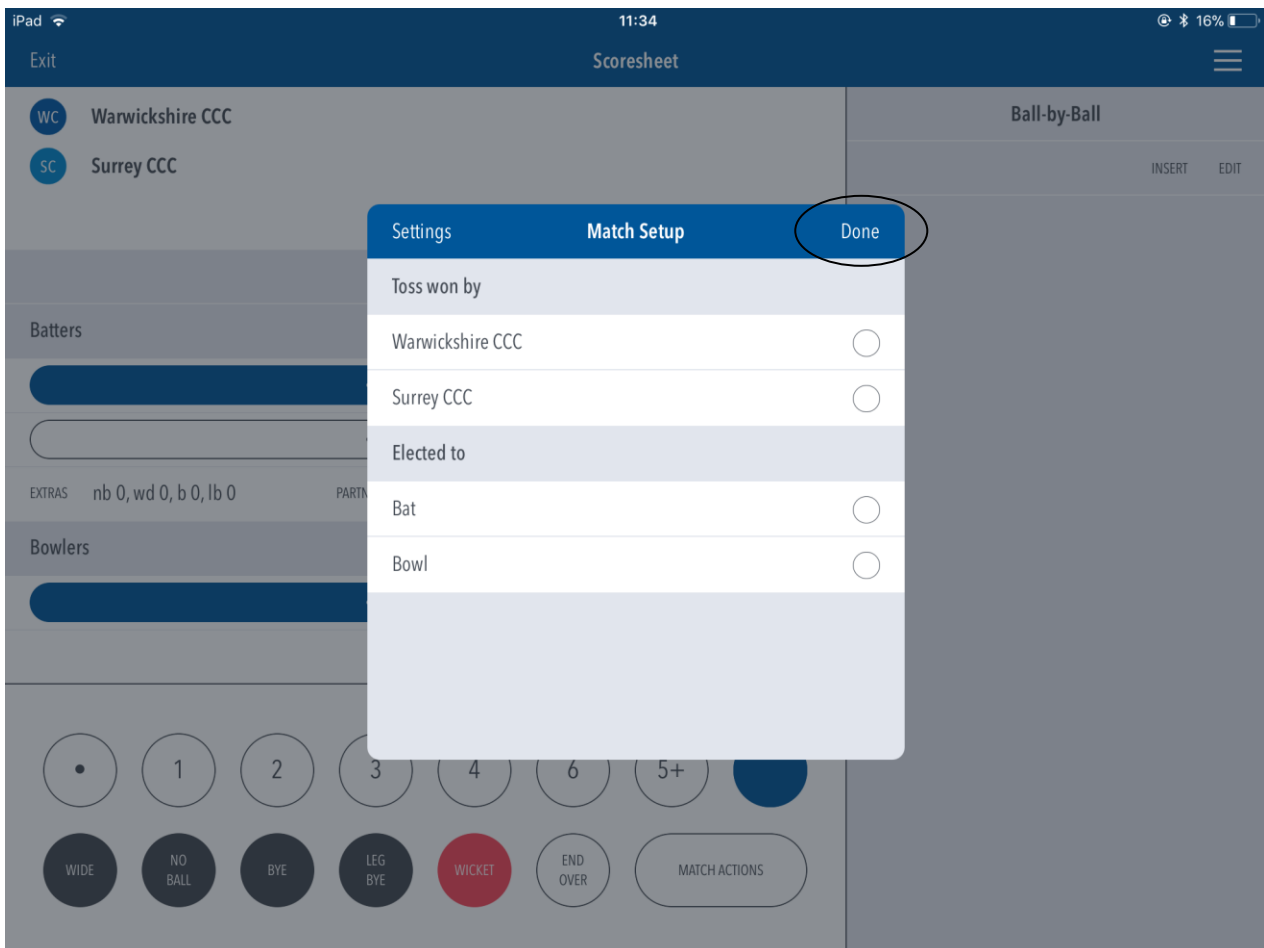 iPad 11:34 16%
Exit Scoresheet
WC Warwickshire CCC
SC Surrey CCC
Ball-by-Ball
INSERT EDIT
Settings Match Setup Done
Toss won by
Warwickshire CCC
Surrey CCC
Elected to
Bat
Bowl
Batters
EXTRAS nb 0, wd 0, b 0, lb 0
Bowlers
1 2 3 4 6 5+
WIDE NO BALL BYE LEG BYE WICKET END OVER MATCH ACTIONS